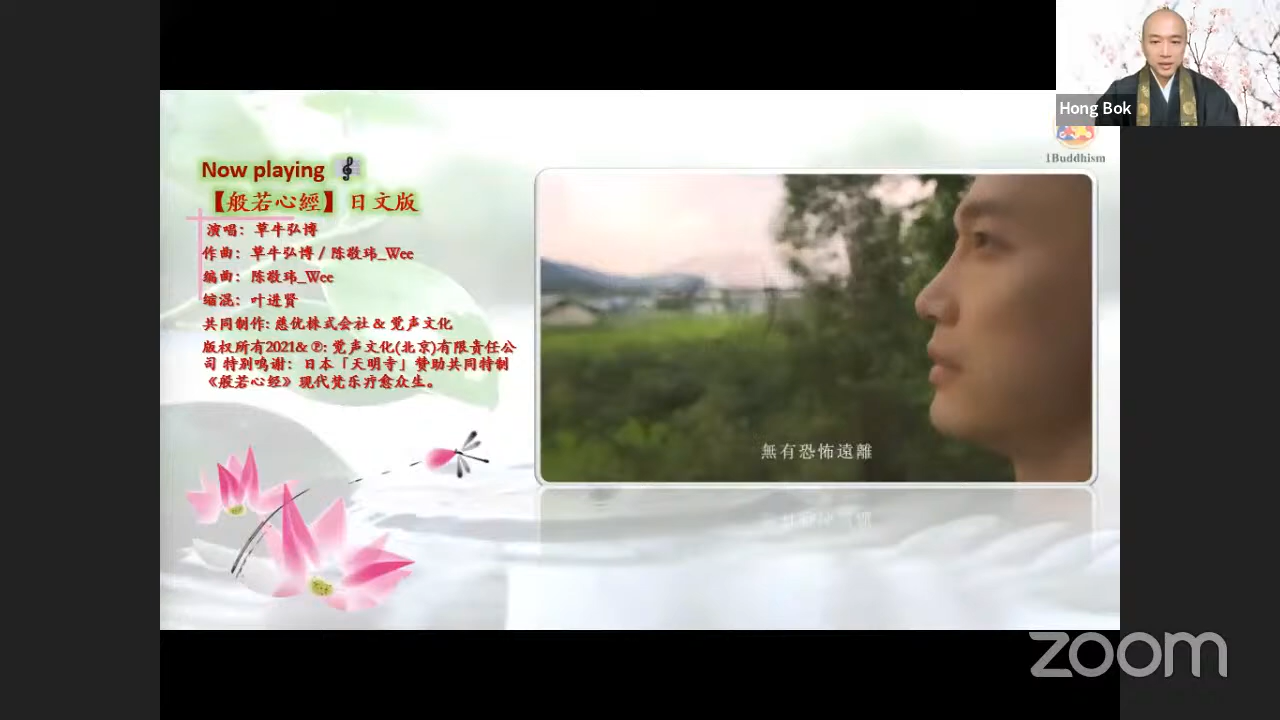 Hong Bok
1Buddhism
Now playing
【般若心經】日文版
演唱：草牛弘博
作曲：草牛弘博 / 陈敬玮_Wee
编曲：陈敬玮_Wee
缩混：叶进贤
共同制作: 慈优株式会社 & 觉声文化
版权所有2021& ℗: 觉声文化(北京)有限责任公
司 特别鸣谢：日本「天明寺」赞助共同特制
《般若心经》现代梵乐疗愈众生。
無有恐怖遠離
zoom